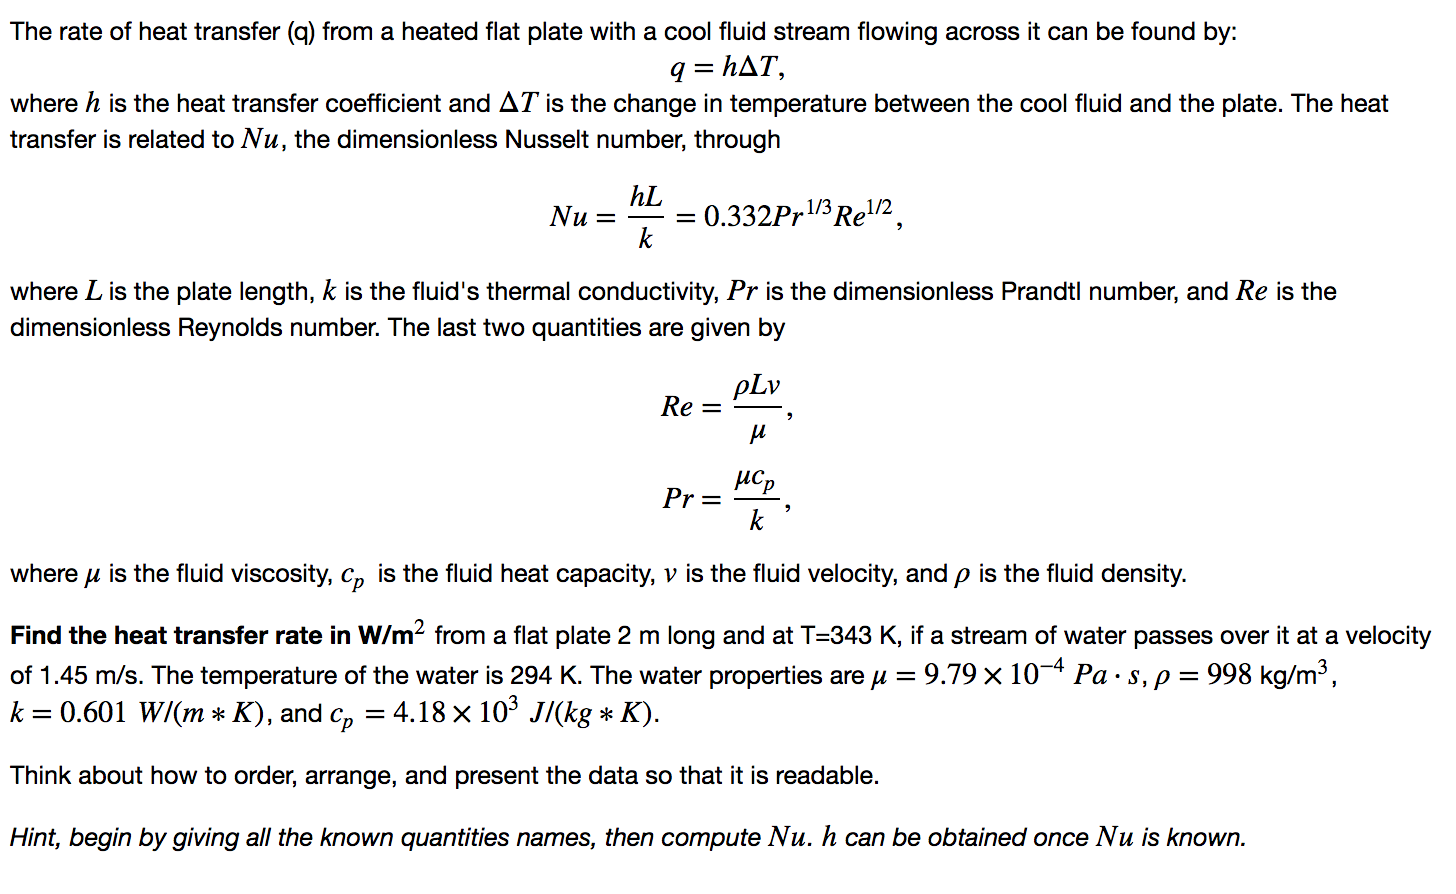 The rate of heat transfer (q) from a heated flat plate with a cool fluid stream flowing across it can be found by:
q = hΔT,
where h is the heat transfer coefficient and ΔT is the change in temperature between the cool fluid and the plate. The heat
transfer is related to Nu, the dimensionless Nusselt number, through
Nu = hL/k = 0.332Pr^{1/3}Re^{1/2},
where L is the plate length, k is the fluid's thermal conductivity, Pr is the dimensionless Prandtl number, and Re is the
dimensionless Reynolds number. The last two quantities are given by
Re = ρLv/μ,
Pr = μc_p/k,
where μ is the fluid viscosity, c_p is the fluid heat capacity, v is the fluid velocity, and ρ is the fluid density.
Find the heat transfer rate in W/m² from a flat plate 2 m long and at T=343 K, if a stream of water passes over it at a velocity
of 1.45 m/s. The temperature of the water is 294 K. The water properties are μ = 9.79 × 10⁻⁴ Pa · s, ρ = 998 kg/m³,
k = 0.601 W/(m * K), and c_p = 4.18 × 10³ J/(kg * K).
Think about how to order, arrange, and present the data so that it is readable.
Hint, begin by giving all the known quantities names, then compute Nu. h can be obtained once Nu is known.